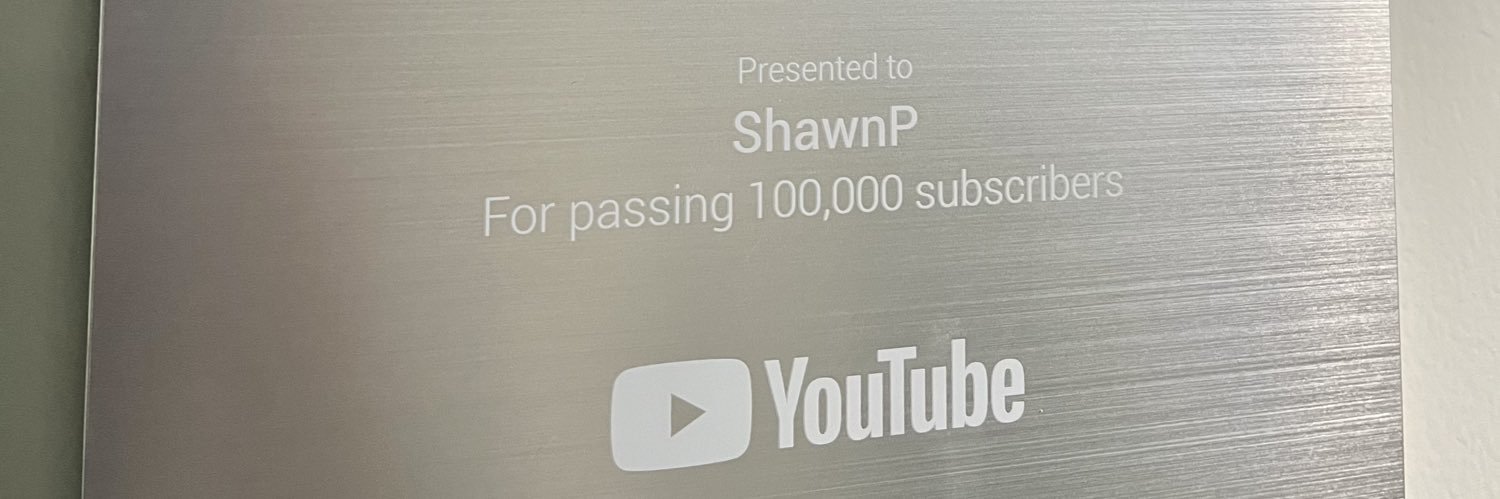 Presented to
ShawnP
For passing 100,000 subscribers
YouTube